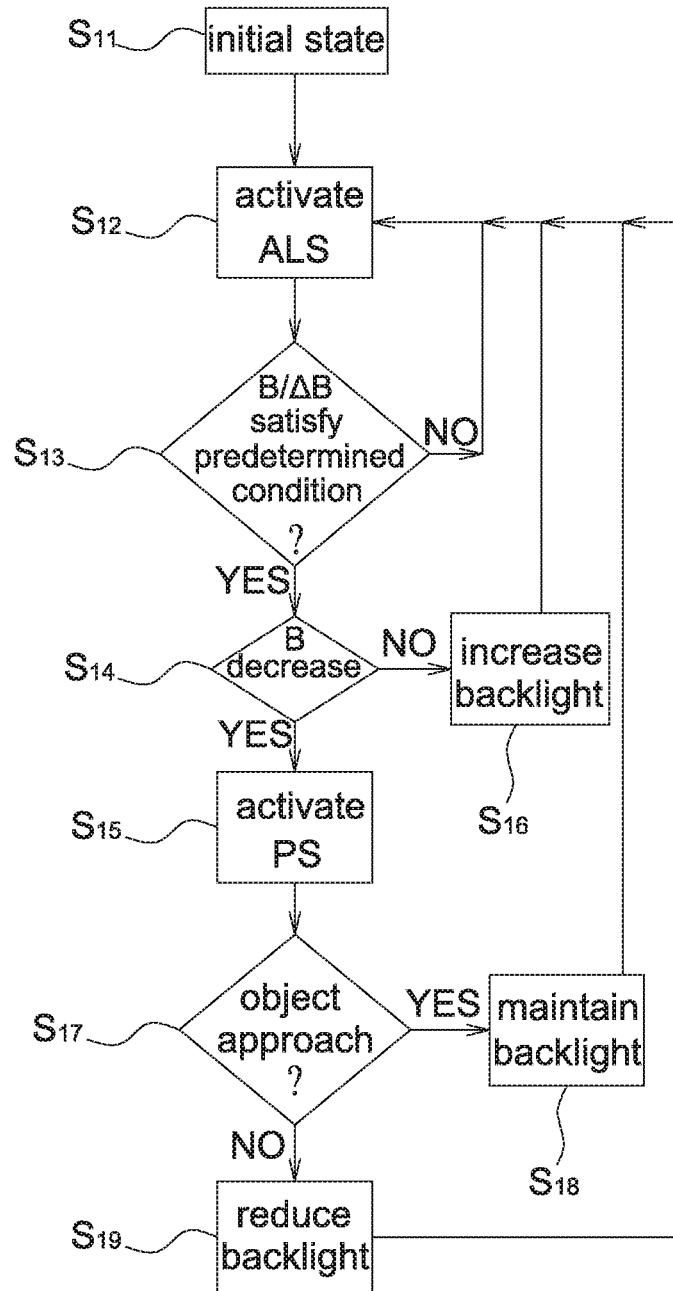 S11
initial state
S12
activate
ALS
S13
B/ΔB
satisfy
predetermined
condition
?
NO
YES
S14
B
decrease
NO
increase
backlight
S16
YES
S15
activate
PS
S17
object
approach
?
YES
maintain
backlight
S18
NO
S19
reduce
backlight